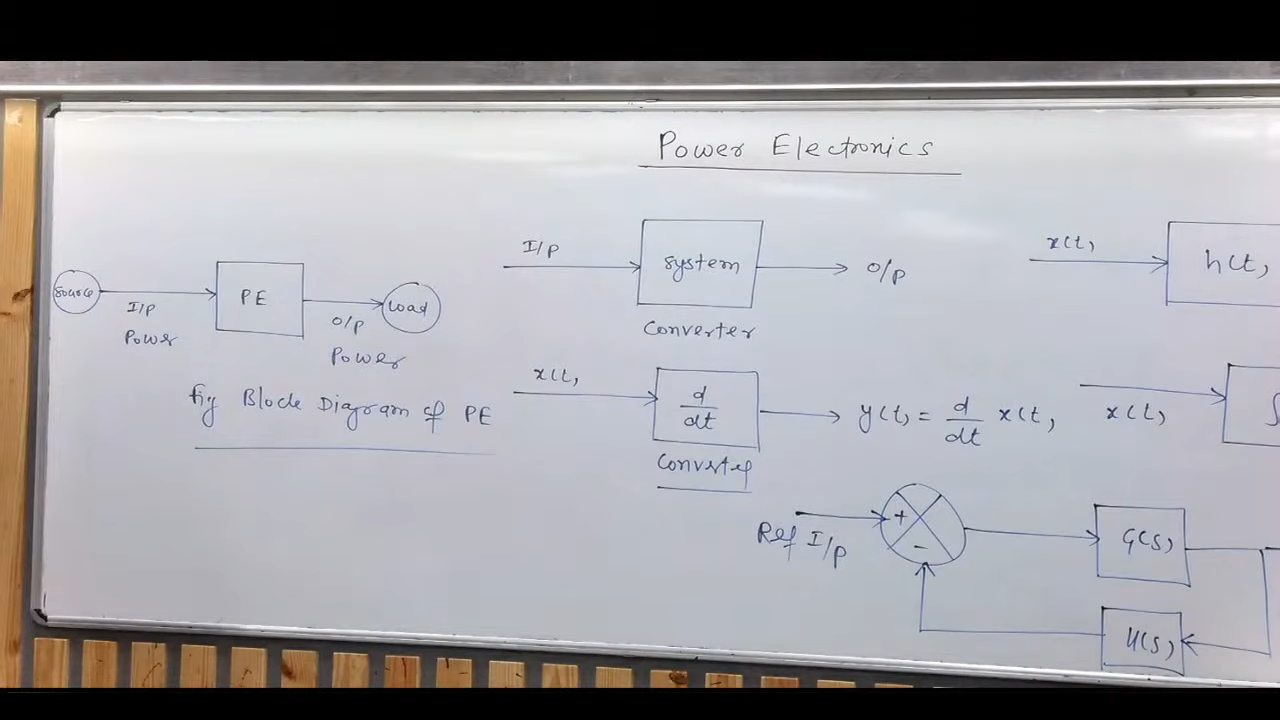 Power Electronics
Source
I/P
Power
PE
O/P
Power
Load
fig Block Diagram of PE
I/P
system
O/P
Converter
x(t)
d
dt
y(t) = d/dt x(t)
Converter
x(t)
h(t)
x(t)
∫
Ref I/p
+
-
G(s)
H(s)